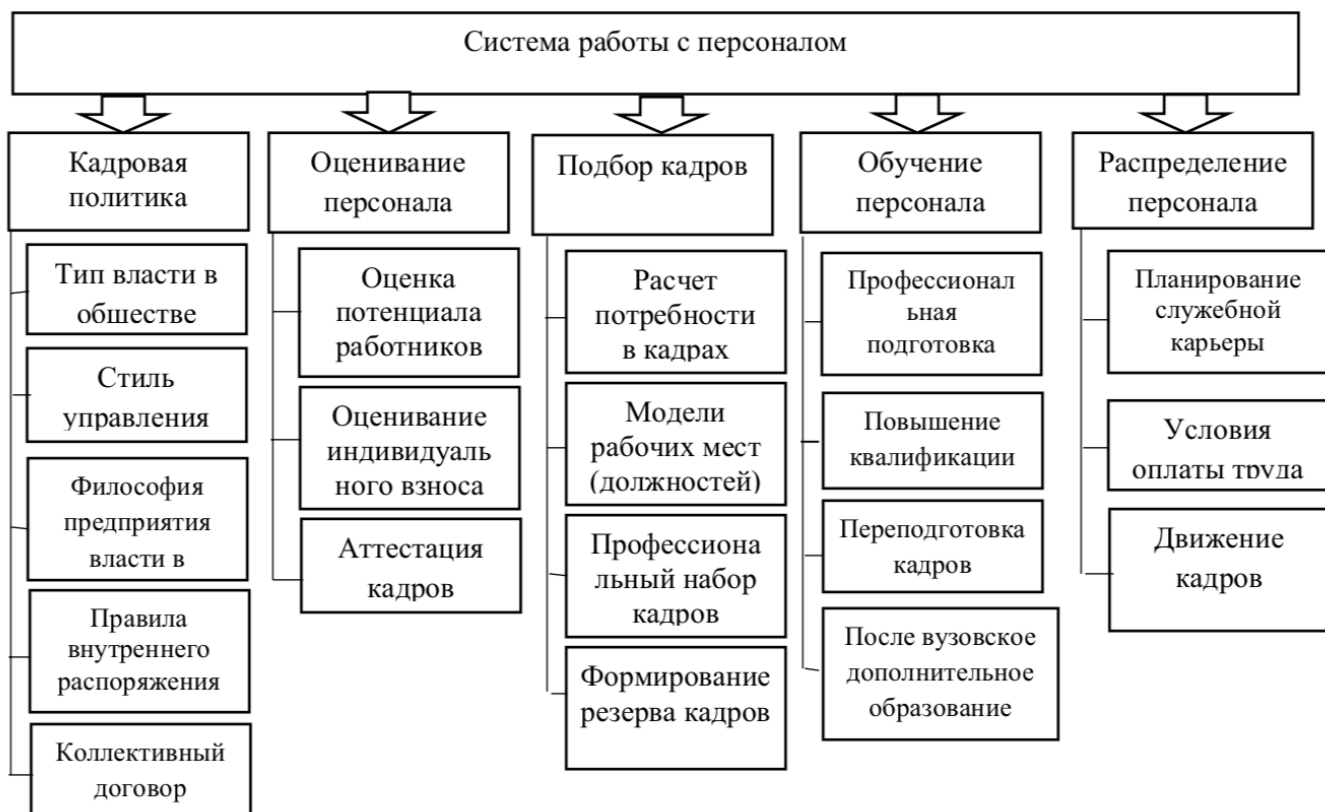 Система работы с персоналом
Кадровая
политика
Тип власти в
обшестве
Стиль
управления
Философия
предприятия
власти в
Правила
внутреннего
распоряжения
Коллективный
договор
Оценивание
персонала
Оценка
потенциала
работников
Оценивание
индивидуаль
ного взноса
Аттестация
кадров
Подбор кадров
Расчет
потребности
в кадрах
Модели
рабочих мест
(должностей)
Профессиона
льный набор
кадров
Формирование
резерва кадров
Обучение
персонала
Профессионал
ьная
подготовка
Повышение
квалификации
Переподготовка
кадров
После вузовское
дополнительное
образование
Распределение
персонала
Планирование
служебной
карьеры
Условия
оплаты труда
Движение
кадров